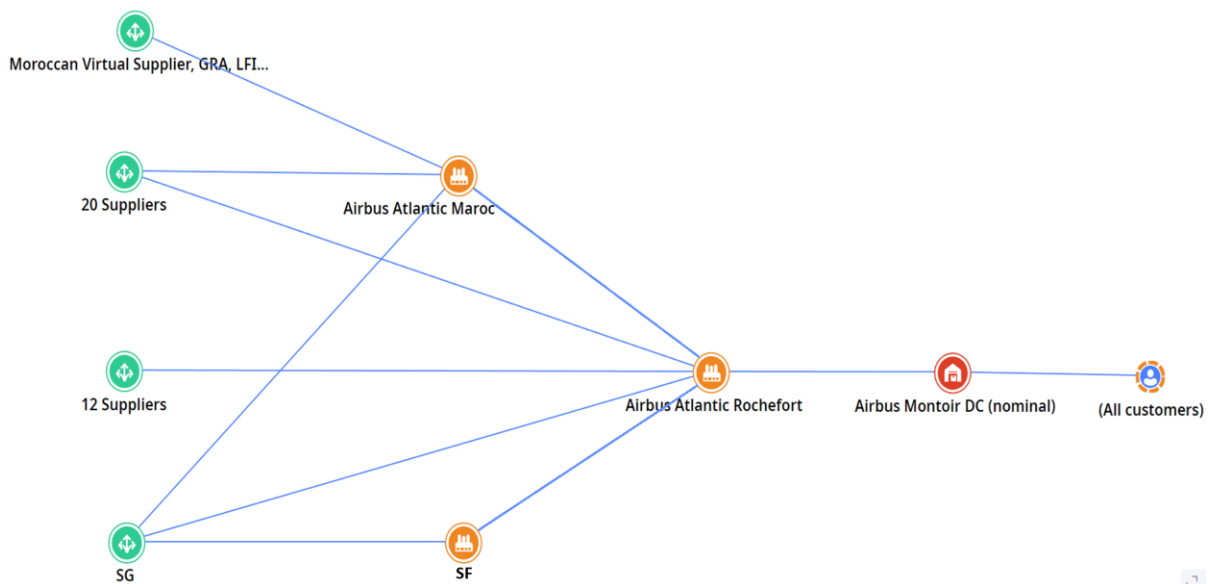 Moroccan Virtual Supplier, GRA, LFI...
20 Suppliers
Airbus Atlantic Maroc
12 Suppliers
Airbus Atlantic Rochefort
Airbus Montoir DC (nominal)
(All customers)
SG
SF